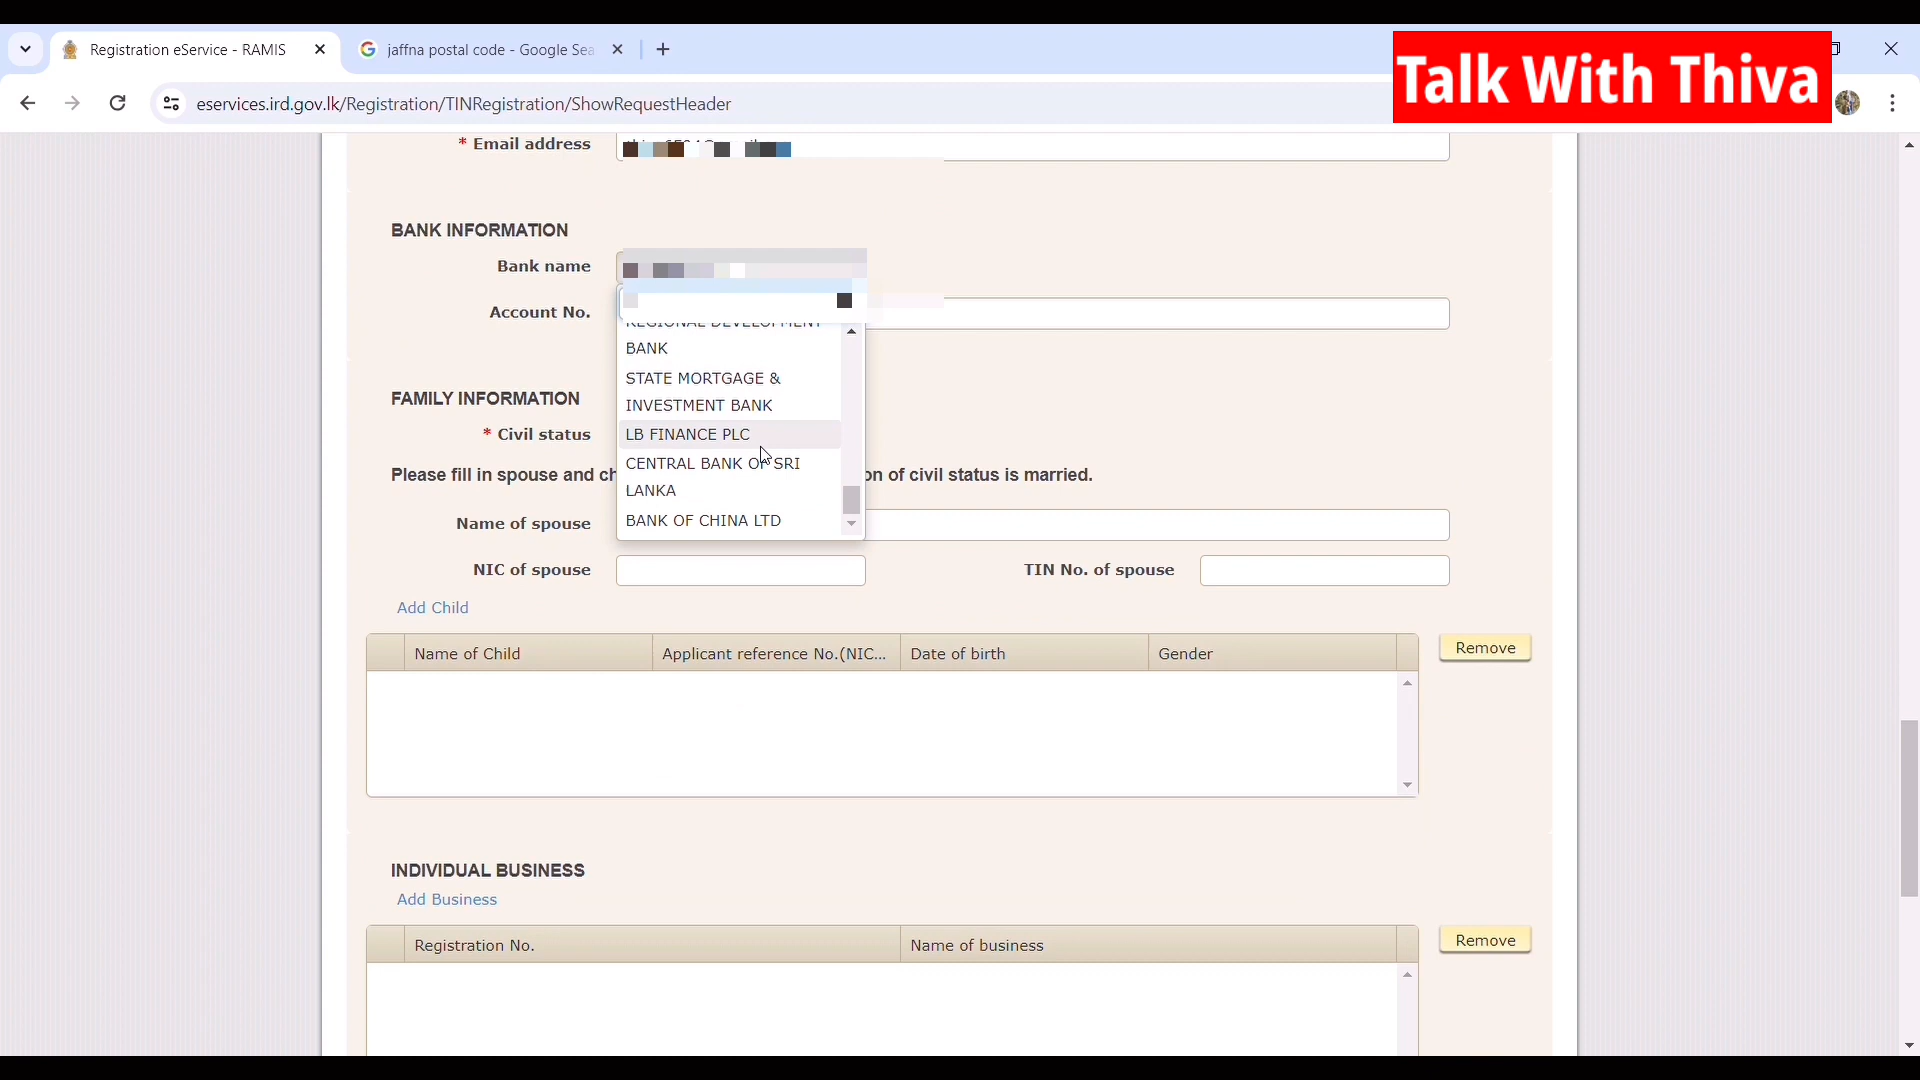 Registration eService - RAMIS
jaffna postal code - Google Sea
Talk With Thiva
eservices.ird.gov.lk/Registration/TINRegistration/ShowRequestHeader
* Email address
BANK INFORMATION
Bank name
Account No.
REGIONAL DEVELOPMENT
BANK
STATE MORTGAGE &
INVESTMENT BANK
LB FINANCE PLC
CENTRAL BANK OF SRI
LANKA
BANK OF CHINA LTD
FAMILY INFORMATION
* Civil status
Please fill in spouse and ch on of civil status is married.
Name of spouse
NIC of spouse
TIN No. of spouse
Add Child
Name of Child Applicant reference No.(NIC... Date of birth Gender
Remove
INDIVIDUAL BUSINESS
Add Business
Registration No. Name of business
Remove